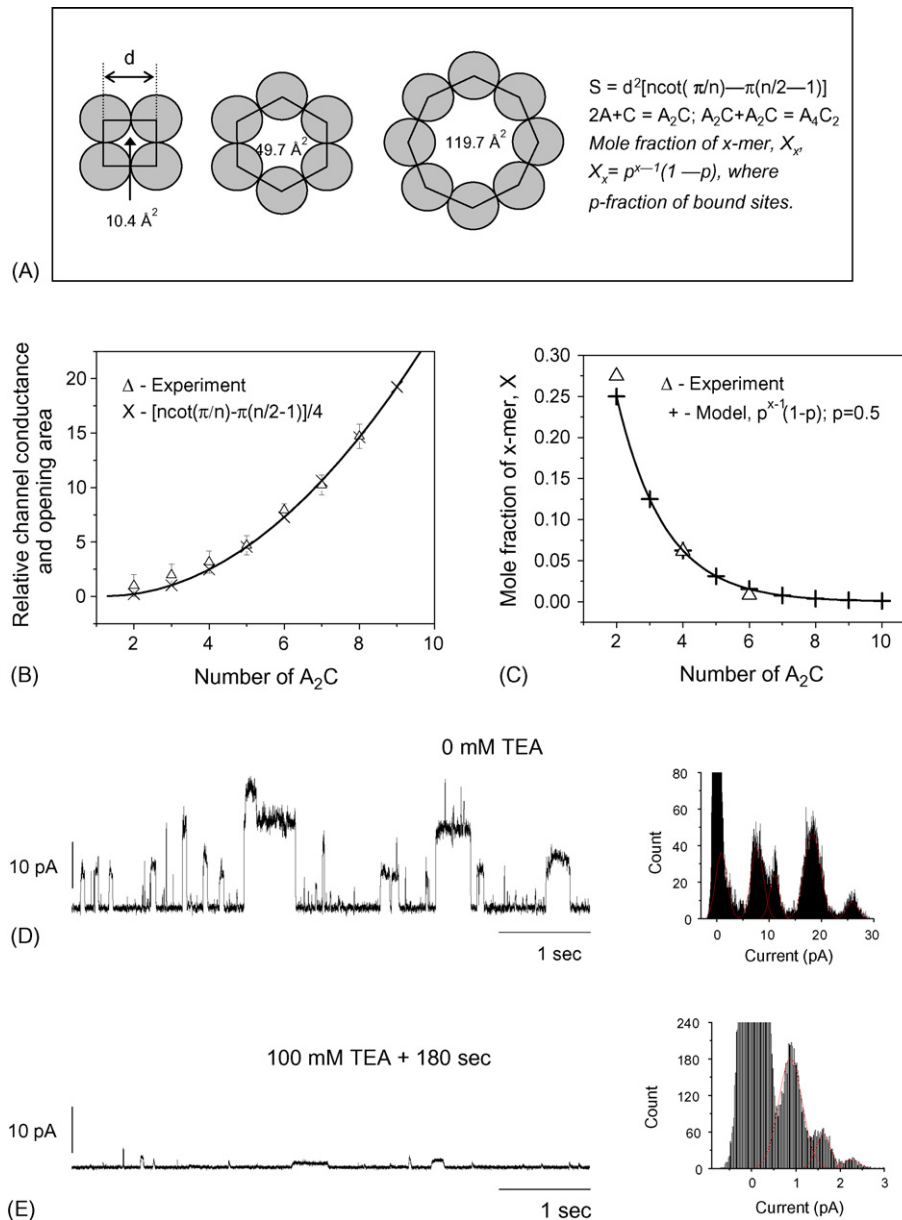 d
10.4 Å²
49.7 Å²
119.7 Å²
S = d²[ncot( π/n)—π(n/2—1)]
2A+C = A₂C; A₂C+A₂C = A₄C₂
Mole fraction of x-mer, Xₓ,
Xₓ= pˣ⁻¹(1 —p), where
p-fraction of bound sites.
(A)
Relative channel conductance
and opening area
20
15
10
5
0
Δ - Experiment
X - [ncot(π/n)-π(n/2-1)]/4
2 4 6 8 10
Number of A₂C
(B)
Mole fraction of x-mer, X
0.30
0.25
0.20
0.15
0.10
0.05
0.00
Δ - Experiment
+ - Model, pˣ⁻¹(1-p); p=0.5
2 4 6 8 10
Number of A₂C
(C)
0 mM TEA
10 pA
1 sec
(D)
Count
80
60
40
20
0
0 10 20 30
Current (pA)
100 mM TEA + 180 sec
10 pA
1 sec
(E)
Count
240
180
120
60
0
0 1 2 3
Current (pA)